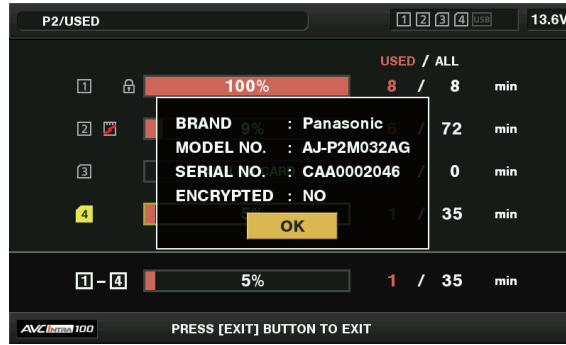 P2/USED 1 2 3 4 USB 13.6V
USED / ALL
1 100% 8 / 8 min
BRAND : Panasonic
2 9% / 72 min
MODEL NO. : AJ-P2M032AG
3 SERIAL NO. : CAA0002046 / 0 min
ENCRYPTED : NO
4 1 / 35 min
OK
1 - 4 5% 1 / 35 min
AVC INTRA 100 PRESS [EXIT] BUTTON TO EXIT